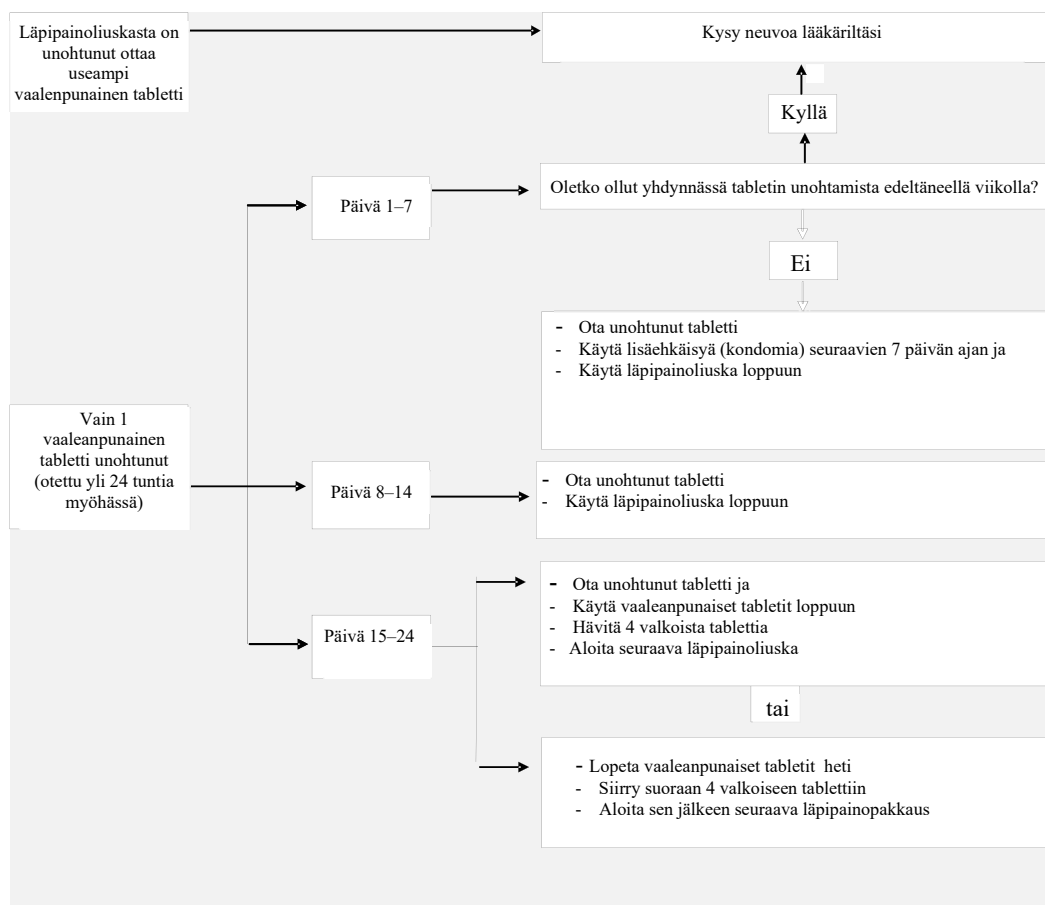 Läpipainoliuskasta on
unohtunut ottaa
useampi
vaalenpunainen tabletti
Kysy neuvoa lääkäriltäsi
Kyllä
Oletko ollut yhdynnässä tabletin unohtamista edeltäneellä viikolla?
Päivä 1–7
Ei
- Ota unohtunut tabletti
- Käytä lisäehkäisyä (kondomia) seuraavien 7 päivän ajan ja
- Käytä läpipainoliuska loppuun
Vain 1
vaaleanpunainen
tabletti unohtunut
(otettu yli 24 tuntia
myöhässä)
Päivä 8–14
- Ota unohtunut tabletti
- Käytä läpipainoliuska loppuun
Päivä 15–24
- Ota unohtunut tabletti ja
- Käytä vaaleanpunaiset tabletit loppuun
- Hävitä 4 valkoista tablettia
- Aloita seuraava läpipainoliuska
tai
- Lopeta vaaleanpunaiset tabletit heti
- Siirry suoraan 4 valkoiseen tablettiin
- Aloita sen jälkeen seuraava läpipainopakkaus